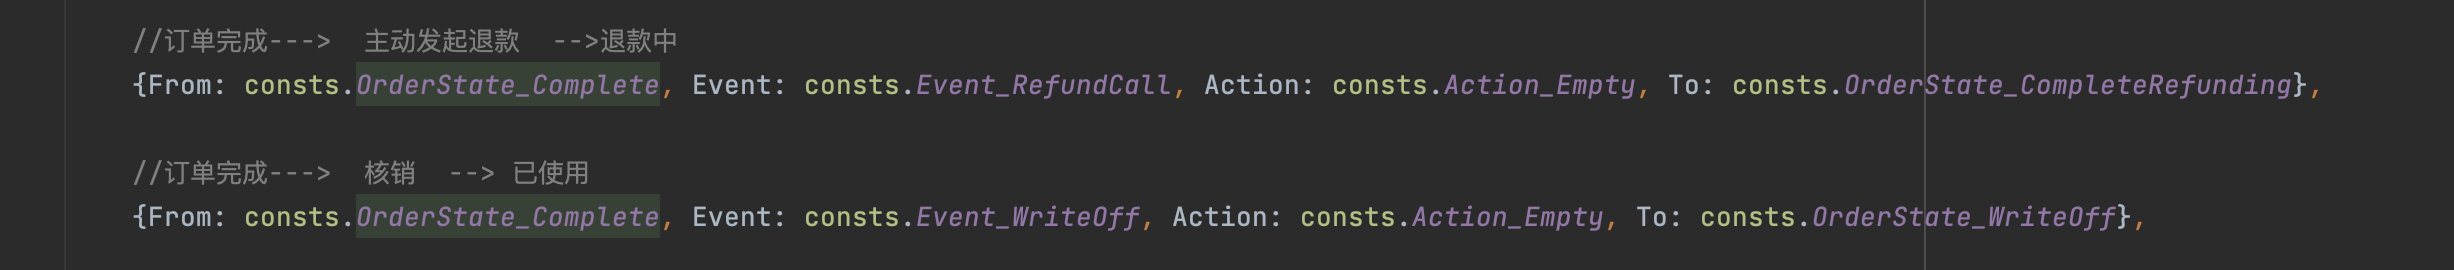 //订单完成--->  主动发起退款  -->退款中
{From: consts.OrderState_Complete, Event: consts.Event_RefundCall, Action: consts.Action_Empty, To: consts.OrderState_CompleteRefunding},
//订单完成--->  核销  --> 已使用
{From: consts.OrderState_Complete, Event: consts.Event_WriteOff, Action: consts.Action_Empty, To: consts.OrderState_WriteOff},